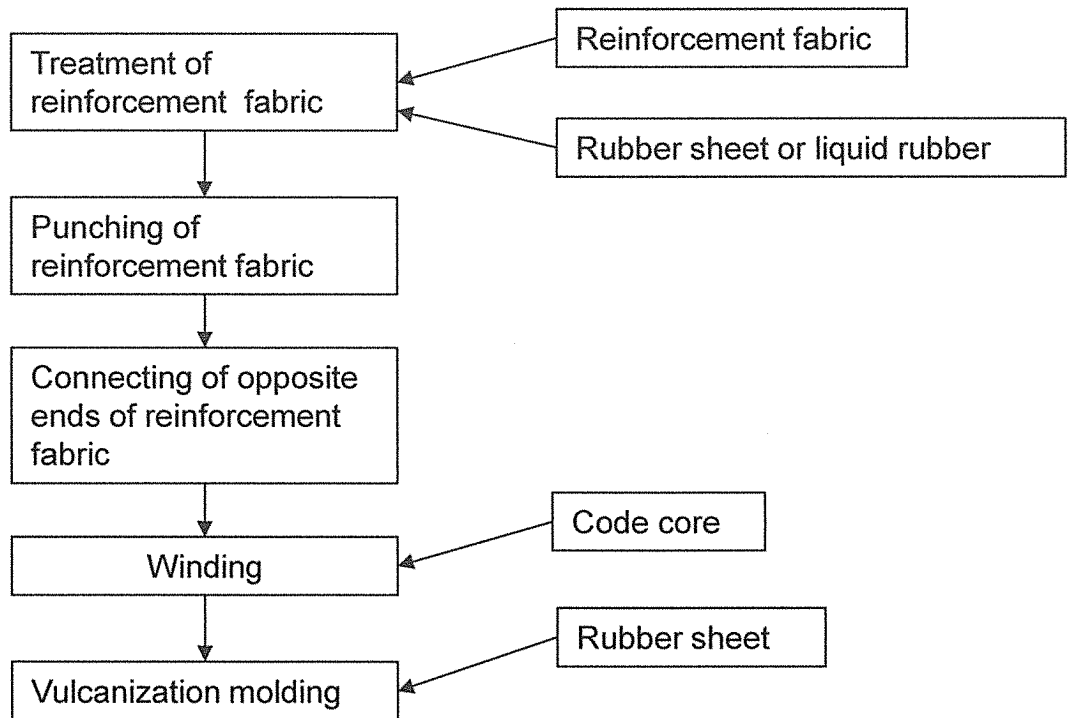 Treatment of
reinforcement fabric
Reinforcement fabric
Rubber sheet or liquid rubber
Punching of
reinforcement fabric
Connecting of opposite
ends of reinforcement
fabric
Winding
Code core
Vulcanization molding
Rubber sheet